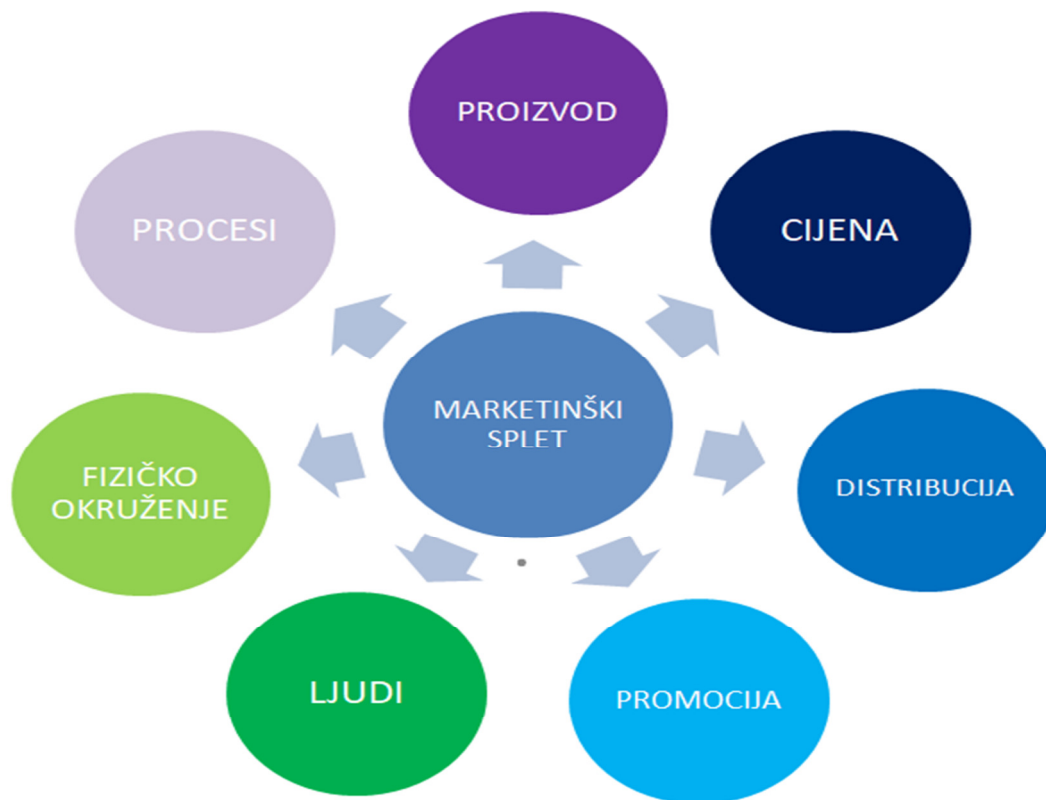 PROIZVOD
CIJENA
DISTRIBUCIJA
PROMOCIJA
LJUDI
FIZIČKO
OKRUŽENJE
PROCESI
MARKETINŠKI
SPLET